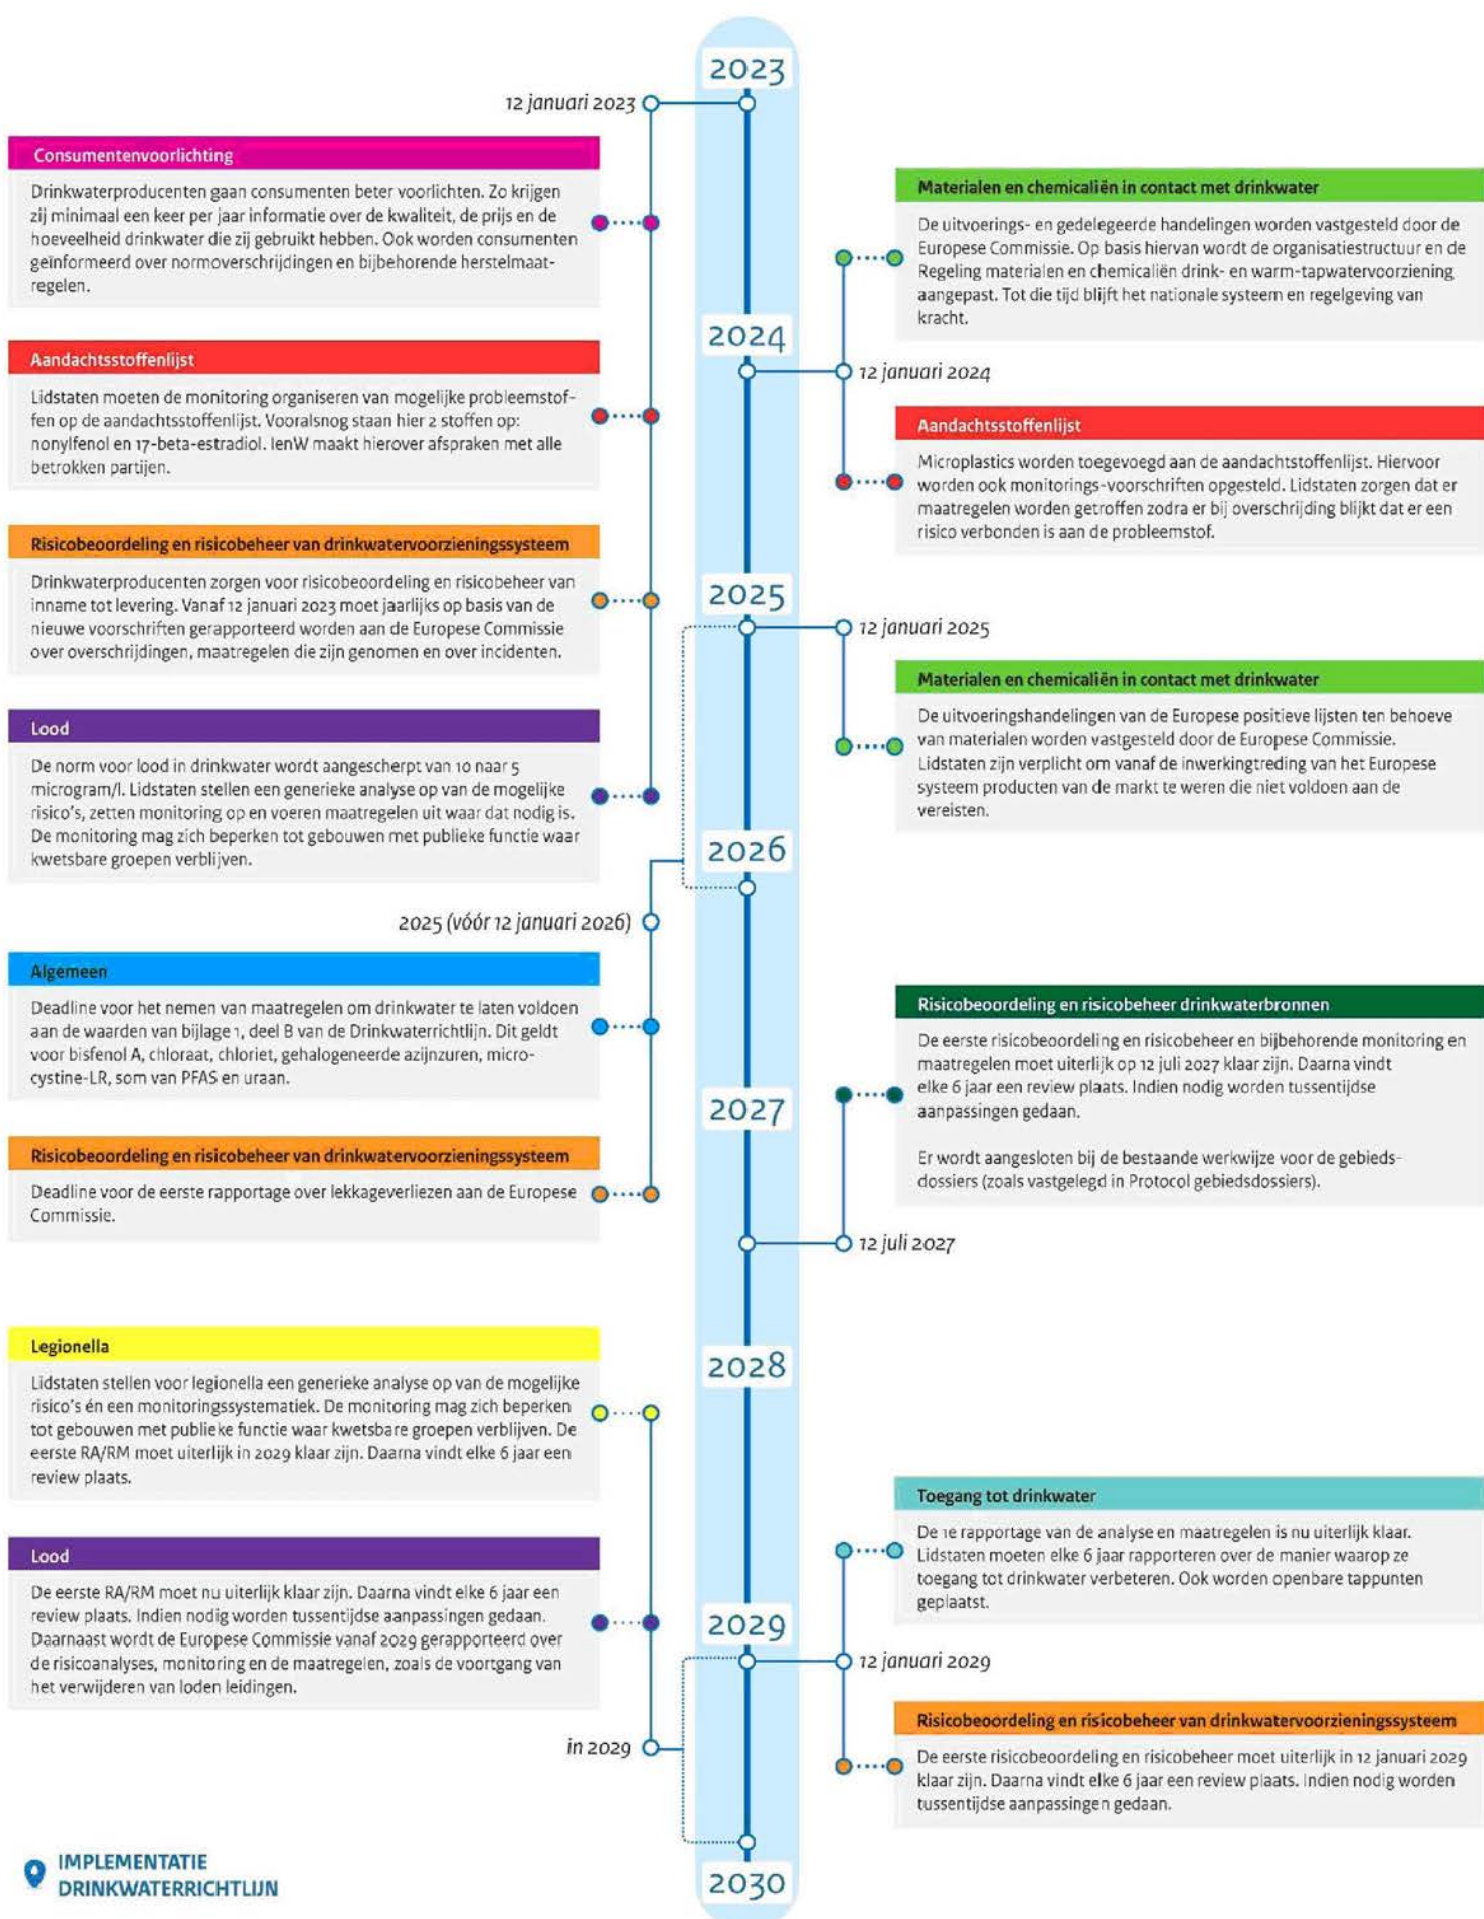 2023
12 januari 2023
Consumentenvoorlichting
Drinkwaterproducenten gaan consumenten beter voorlichten. Zo krijgen
zij minimaal een keer per jaar informatie over de kwaliteit, de prijs en de
hoeveelheid drinkwater die zij gebruikt hebben. Ook worden consumenten
geïnformeerd over normoverschrijdingen en bijbehorende herstelmaat-
regelen.
Aandachtsstoffenlijst
Lidstaten moeten de monitoring organiseren van mogelijke probleemstof-
fen op de aandachtsstoffenlijst. Vooralsnog staan hier 2 stoffen op:
nonylfenol en 17-beta-estradiol. IenW maakt hierover afspraken met alle
betrokken partijen.
Risicobeoordeling en risicobeheer van drinkwatervoorzieningssysteem
Drinkwaterproducenten zorgen voor risicobeoordeling en risicobeheer van
inname tot levering. Vanaf 12 januari 2023 moet jaarlijks op basis van de
nieuwe voorschriften gerapporteerd worden aan de Europese Commissie
over overschrijdingen, maatregelen die zijn genomen en over incidenten.
Lood
De norm voor lood in drinkwater wordt aangescherpt van 10 naar 5
microgram/l. Lidstaten stellen een generieke analyse op van de mogelijke
risico's, zetten monitoring op en voeren maatregelen uit waar dat nodig is.
De monitoring mag zich beperken tot gebouwen met publieke functie waar
kwetsbare groepen verblijven.
Materialen en chemicaliën in contact met drinkwater
De uitvoerings- en gedelegeerde handelingen worden vastgesteld door de
Europese Commissie. Op basis hiervan wordt de organisatiestructuur en de
Regeling materialen en chemicaliën drink- en warm-tapwatervoorziening
aangepast. Tot die tijd blijft het nationale systeem en regelgeving van
kracht.
2024
12 januari 2024
Aandachtsstoffenlijst
Microplastics worden toegevoegd aan de aandachtstoffenlijst. Hiervoor
worden ook monitorings-voorschriften opgesteld. Lidstaten zorgen dat er
maatregelen worden getroffen zodra er bij overschrijding blijkt dat er een
risico verbonden is aan de probleemstof.
2025
12 januari 2025
Materialen en chemicaliën in contact met drinkwater
De uitvoeringshandelingen van de Europese positieve lijsten ten behoeve
van materialen worden vastgesteld door de Europese Commissie.
Lidstaten zijn verplicht om vanaf de inwerkingtreding van het Europese
systeem producten van de markt te weren die niet voldoen aan de
vereisten.
2026
2025 (vóór 12 januari 2026)
Algemeen
Deadline voor het nemen van maatregelen om drinkwater te laten voldoen
aan de waarden van bijlage 1, deel B van de Drinkwaterrichtlijn. Dit geldt
voor bisfenol A, chloraat, chloriet, gehalogeneerde azijnzuren, micro-
cystine-LR, som van PFAS en uraan.
Risicobeoordeling en risicobeheer van drinkwatervoorzieningssysteem
Deadline voor de eerste rapportage over lekkageverliezen aan de Europese
Commissie.
Risicobeoordeling en risicobeheer drinkwaterbronnen
De eerste risicobeoordeling en risicobeheer en bijbehorende monitoring en
maatregelen moet uiterlijk op 12 juli 2027 klaar zijn. Daarna vindt
elke 6 jaar een review plaats. Indien nodig worden tussentijdse
aanpassingen gedaan.
Er wordt aangesloten bij de bestaande werkwijze voor de gebieds-
dossiers (zoals vastgelegd in Protocol gebiedsdossiers).
2027
12 juli 2027
2028
Legionella
Lidstaten stellen voor legionella een generieke analyse op van de mogelijke
risico's én een monitoringssystematiek. De monitoring mag zich beperken
tot gebouwen met publieke functie waar kwetsbare groepen verblijven. De
eerste RA/RM moet uiterlijk in 2029 klaar zijn. Daarna vindt elke 6 jaar een
review plaats.
Lood
De eerste RA/RM moet nu uiterlijk klaar zijn. Daarna vindt elke 6 jaar een
review plaats. Indien nodig worden tussentijdse aanpassingen gedaan.
Daarnaast wordt de Europese Commissie vanaf 2029 gerapporteerd over
de risicoanalyses, monitoring en de maatregelen, zoals de voortgang van
het verwijderen van loden leidingen.
in 2029
Toegang tot drinkwater
De 1e rapportage van de analyse en maatregelen is nu uiterlijk klaar.
Lidstaten moeten elke 6 jaar rapporteren over de manier waarop ze
toegang tot drinkwater verbeteren. Ook worden openbare tappunten
geplaatst.
2029
12 januari 2029
Risicobeoordeling en risicobeheer van drinkwatervoorzieningssysteem
De eerste risicobeoordeling en risicobeheer moet uiterlijk in 12 januari 2029
klaar zijn. Daarna vindt elke 6 jaar een review plaats. Indien nodig worden
tussentijdse aanpassingen gedaan.
2030
IMPLEMENTATIE
DRINKWATERRICHTLIJN